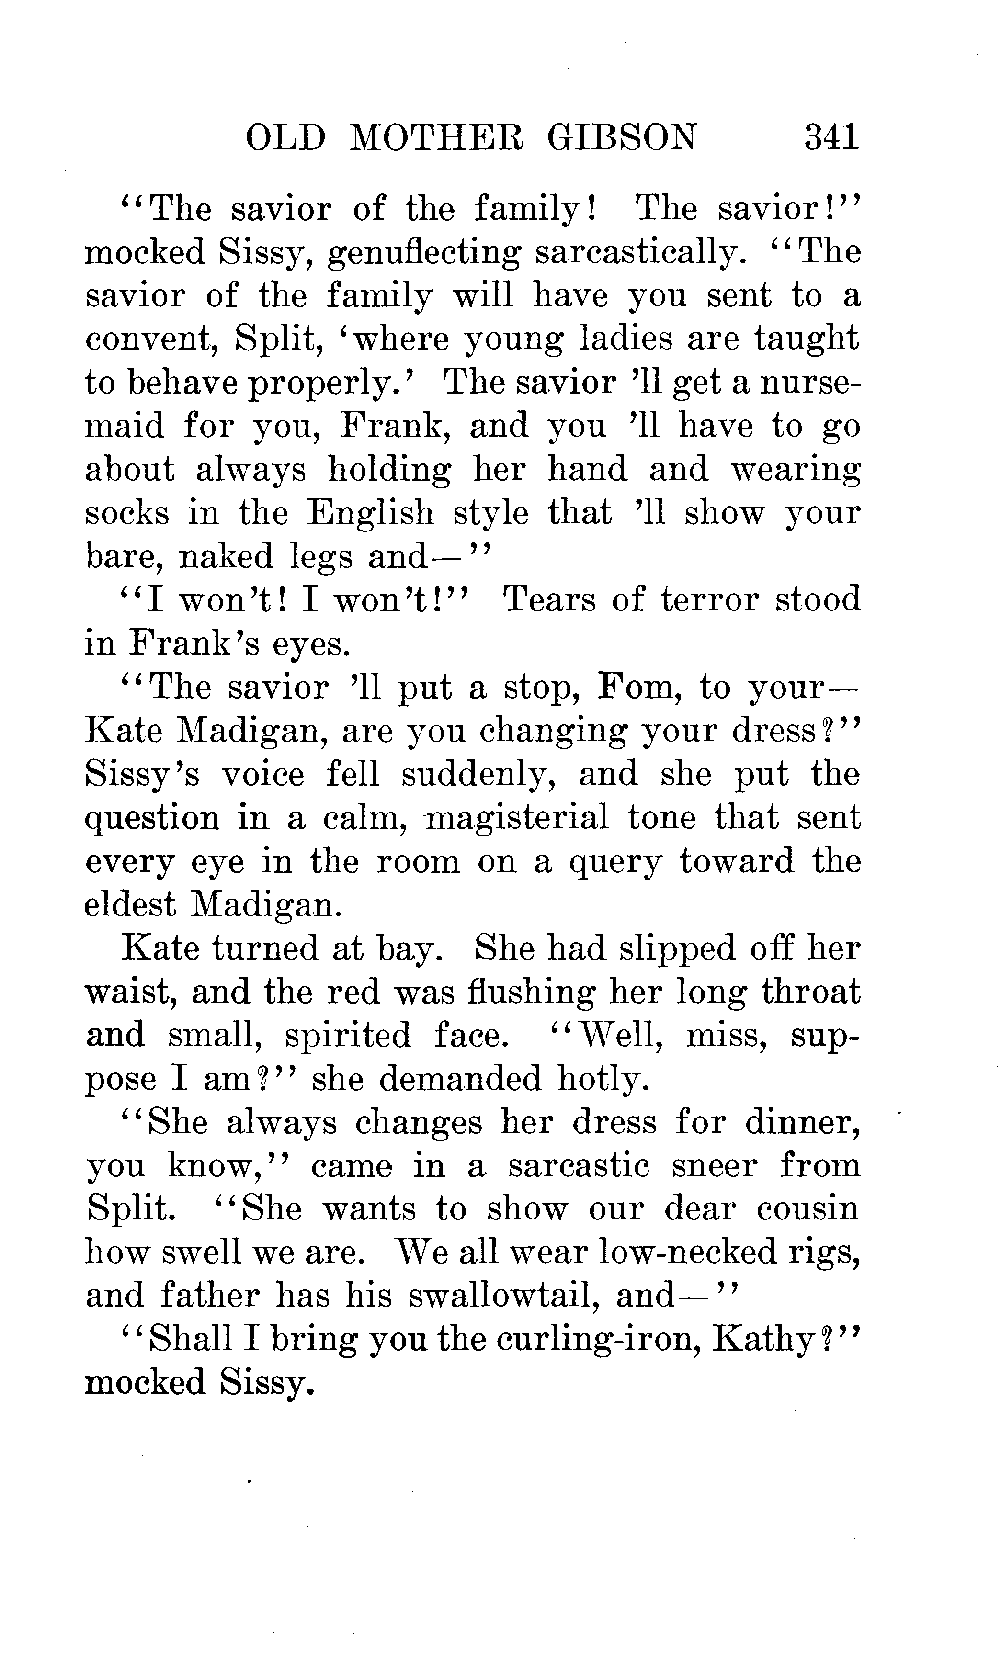 OLD MOTHER GIBSON 341
"The savior of the family! The savior!"
mocked Sissy, genuflecting sarcastically. "The
savior of the family will have you sent to a
convent, Split, 'where young ladies are taught
to behave properly.' The savior 'll get a nurse-
maid for you, Frank, and you 'll have to go
about always holding her hand and wearing
socks in the English style that 'll show your
bare, naked legs and—"
"I won't! I won't!" Tears of terror stood
in Frank's eyes.
"The savior 'll put a stop, Fom, to your—
Kate Madigan, are you changing your dress?"
Sissy's voice fell suddenly, and she put the
question in a calm, magisterial tone that sent
every eye in the room on a query toward the
eldest Madigan.
Kate turned at bay. She had slipped off her
waist, and the red was flushing her long throat
and small, spirited face. "Well, miss, sup-
pose I am?" she demanded hotly.
"She always changes her dress for dinner,
you know," came in a sarcastic sneer from
Split. "She wants to show our dear cousin
how swell we are. We all wear low-necked rigs,
and father has his swallowtail, and—"
"Shall I bring you the curling-iron, Kathy?"
mocked Sissy.